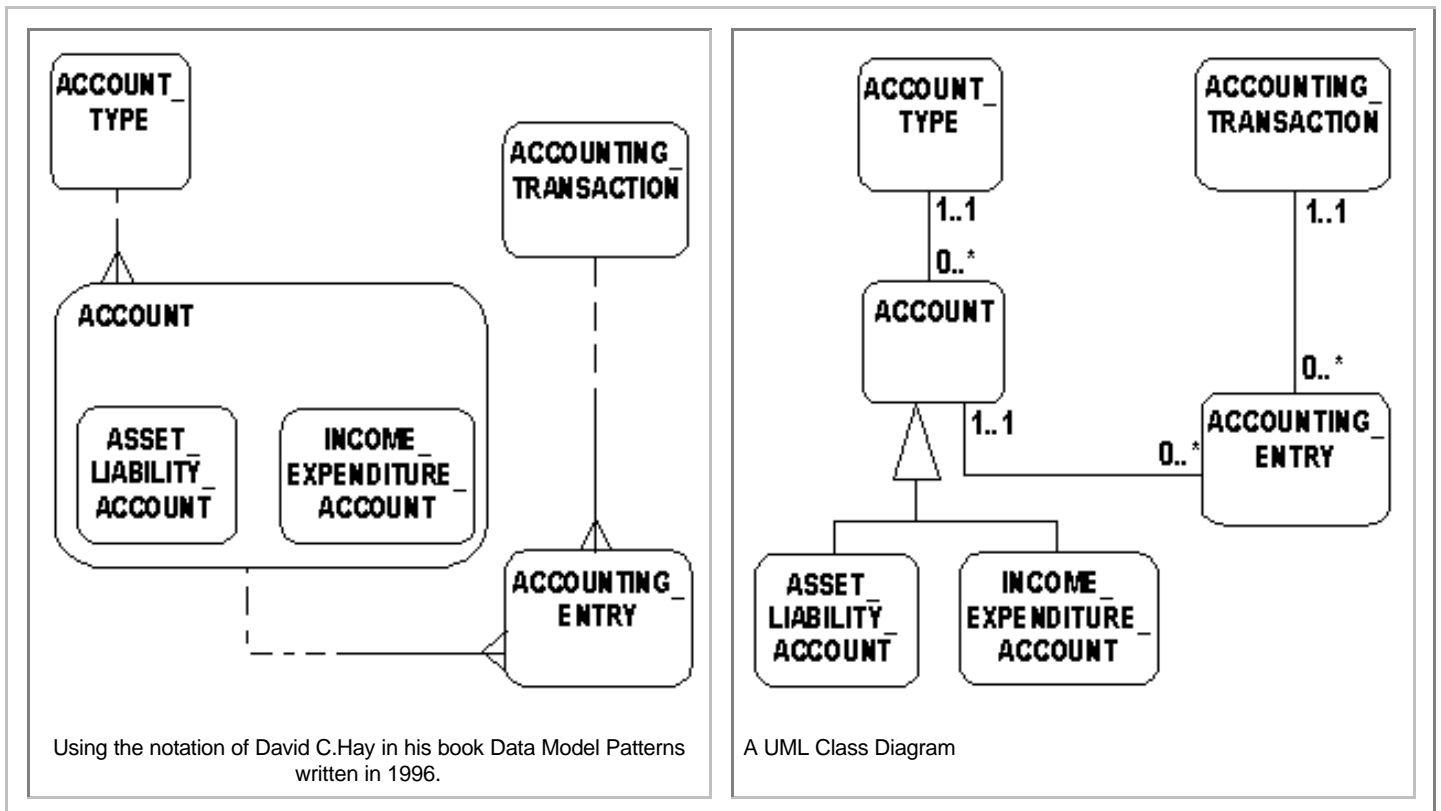 ACCOUNT_
TYPE
ACCOUNTING_
TRANSACTION
ACCOUNT
ASSET_
LIABILITY_
ACCOUNT
INCOME_
EXPENDITURE_
ACCOUNT
ACCOUNTING_
ENTRY
Using the notation of David C.Hay in his book Data Model Patterns
written in 1996.
ACCOUNT_
TYPE
ACCOUNTING_
TRANSACTION
1..1
1..1
0..*
ACCOUNT
0..*
1..1
0..*
ACCOUNTING_
ENTRY
ASSET_
LIABILITY_
ACCOUNT
INCOME_
EXPENDITURE_
ACCOUNT
A UML Class Diagram